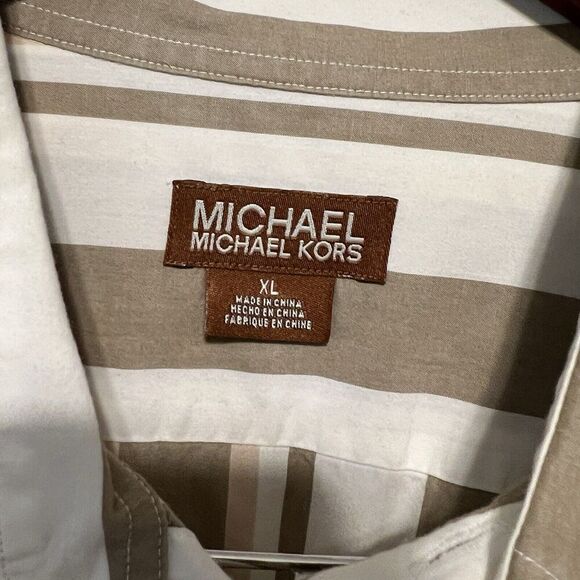 MICHAEL
MICHAEL KORS
XL
MADE IN CHINA
HECHO EN CHINA
FABRIQUE EN CHINE